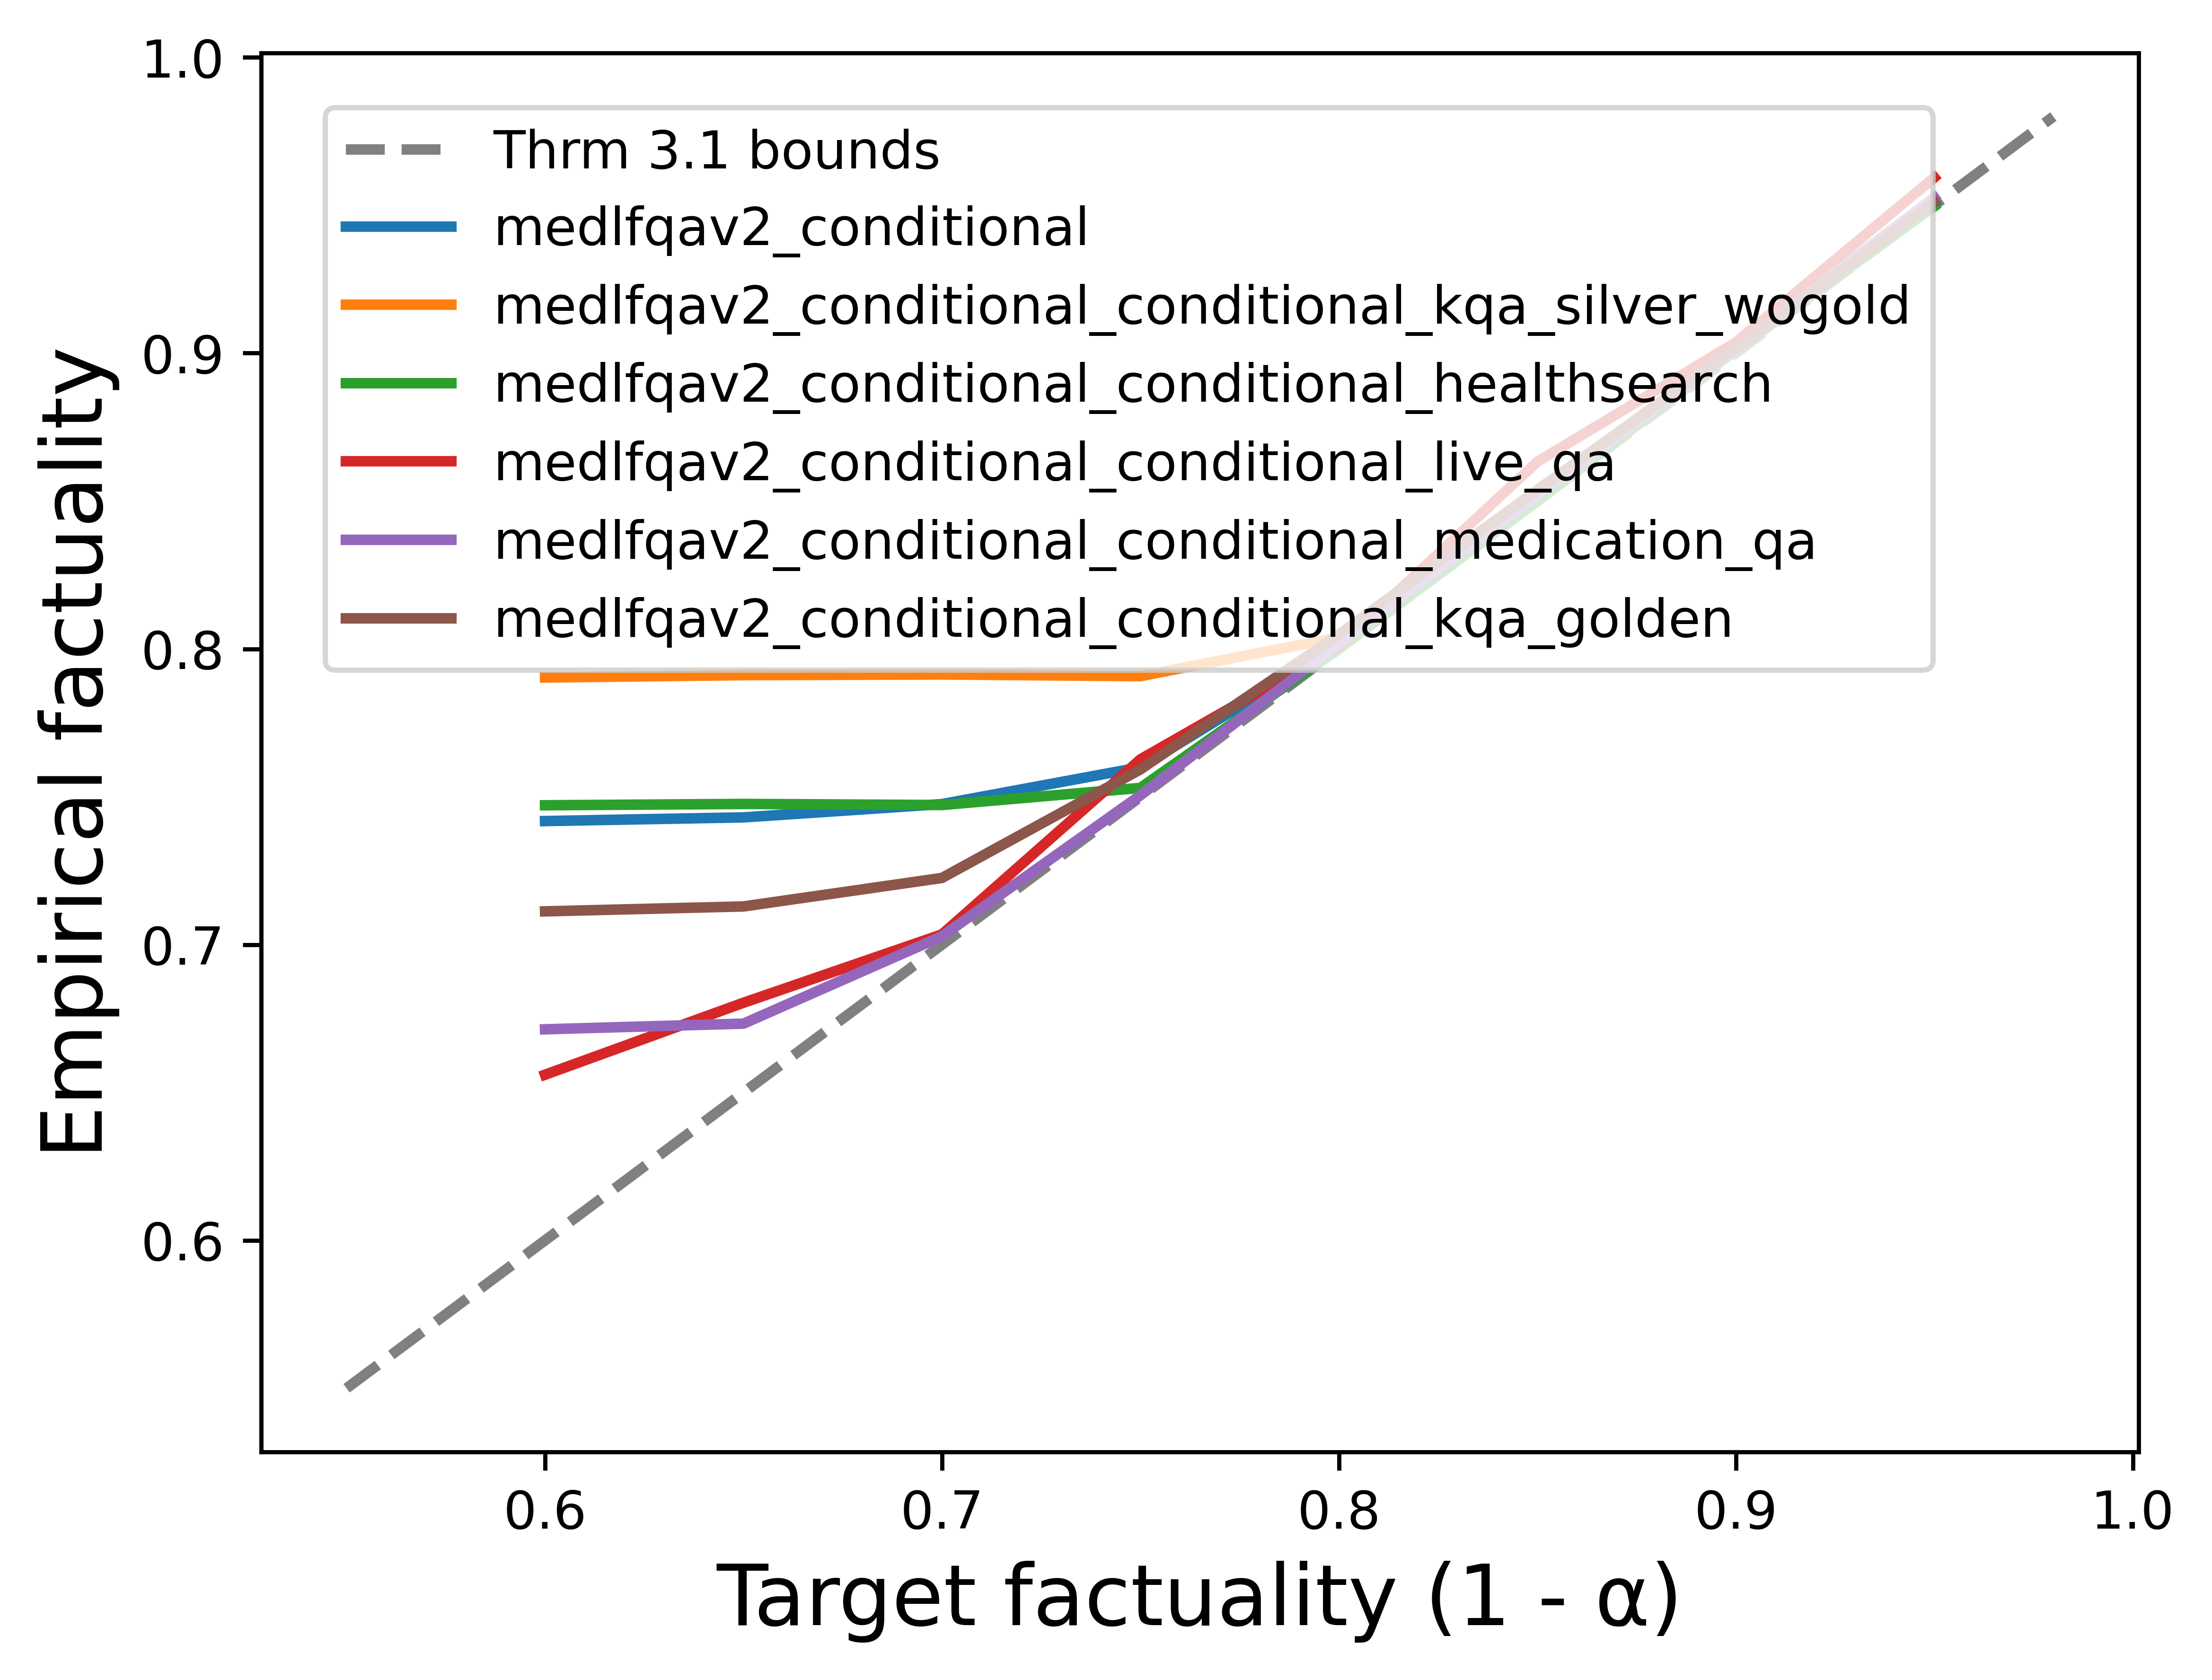 Empirical factuality
1.0
0.9
0.8
0.7
0.6
Thrm 3.1 bounds
medlfqav2_conditional
medlfqav2_conditional_conditional_kqa_silver_wogold
medlfqav2_conditional_conditional_healthsearch
medlfqav2_conditional_conditional_live_qa
medlfqav2_conditional_conditional_medication_qa
medlfqav2_conditional_conditional_kqa_golden
0.6 0.7 0.8 0.9 1.0
Target factuality (1 - α)